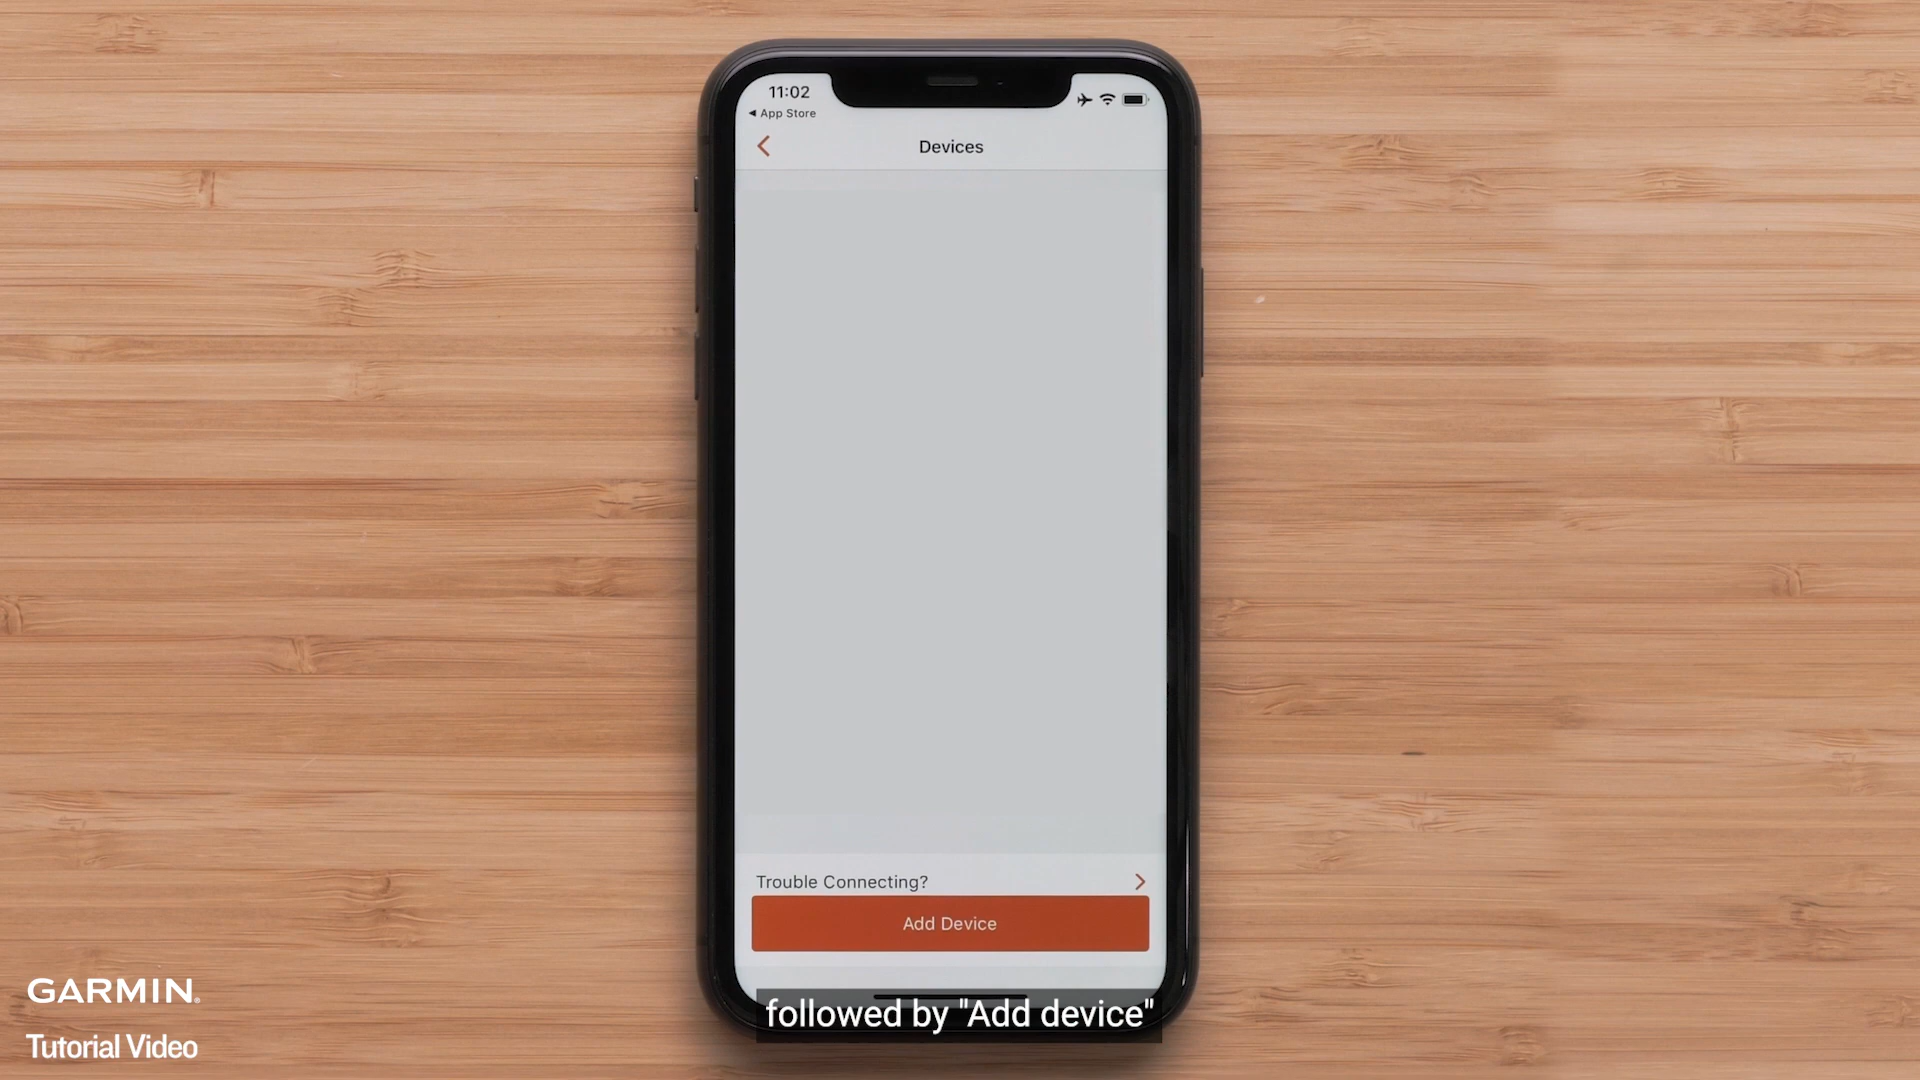 11:02
◀ App Store
Devices
Trouble Connecting?
Add Device
followed by "Add device"
GARMIN.
Tutorial Video